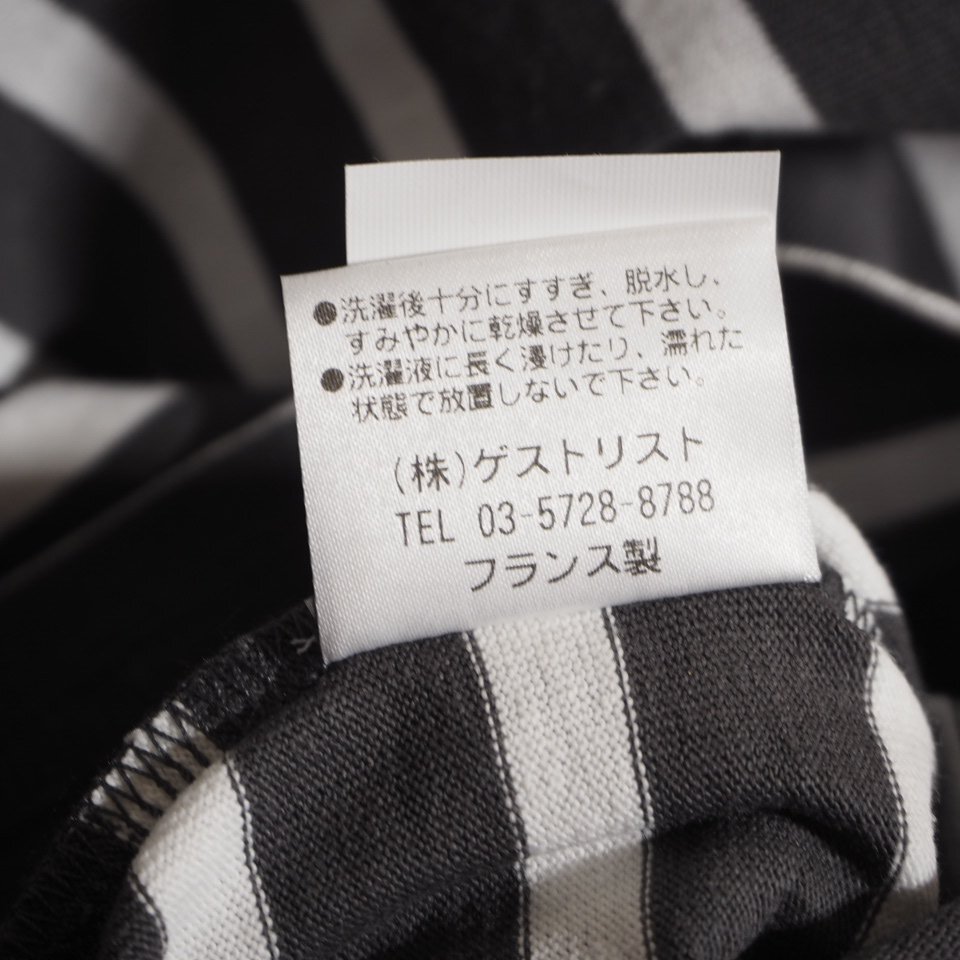 ●洗濯後十分にすすぎ、脱水し、
すみやかに乾燥させて下さい。
●洗濯液に長く浸けたり、濡れた
状態で放置しないで下さい。
(株)ゲストリスト
TEL 03-5728-8788
フランス製